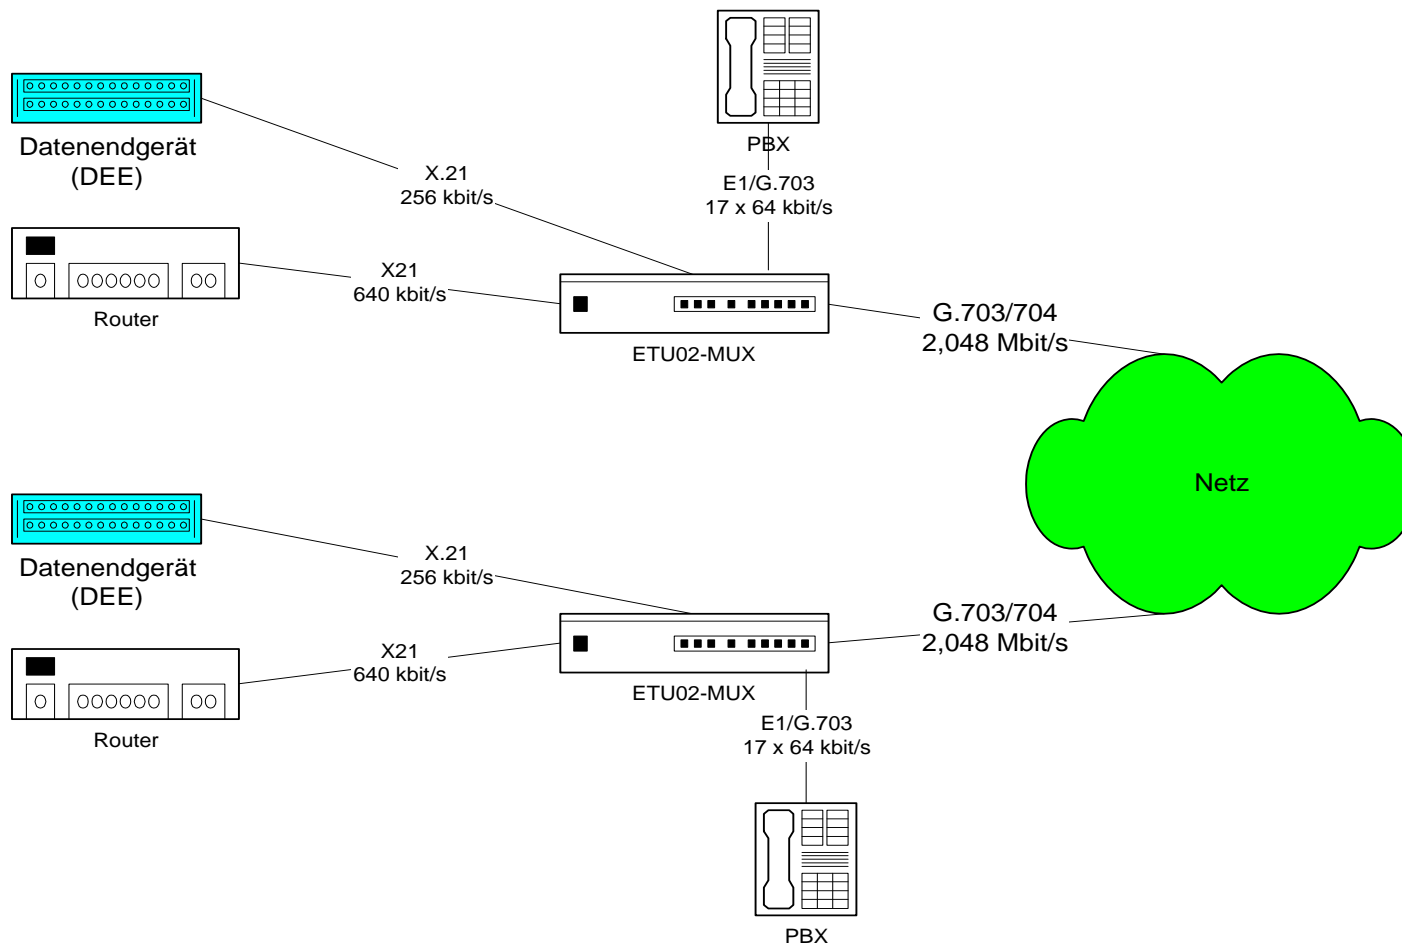 PBX
Datenendgerät
(DEE)
X.21
256 kbit/s
E1/G.703
17 x 64 kbit/s
X21
640 kbit/s
Router
ETU02-MUX
G.703/704
2,048 Mbit/s
Netz
Datenendgerät
(DEE)
X.21
256 kbit/s
X21
640 kbit/s
Router
ETU02-MUX
G.703/704
2,048 Mbit/s
E1/G.703
17 x 64 kbit/s
PBX